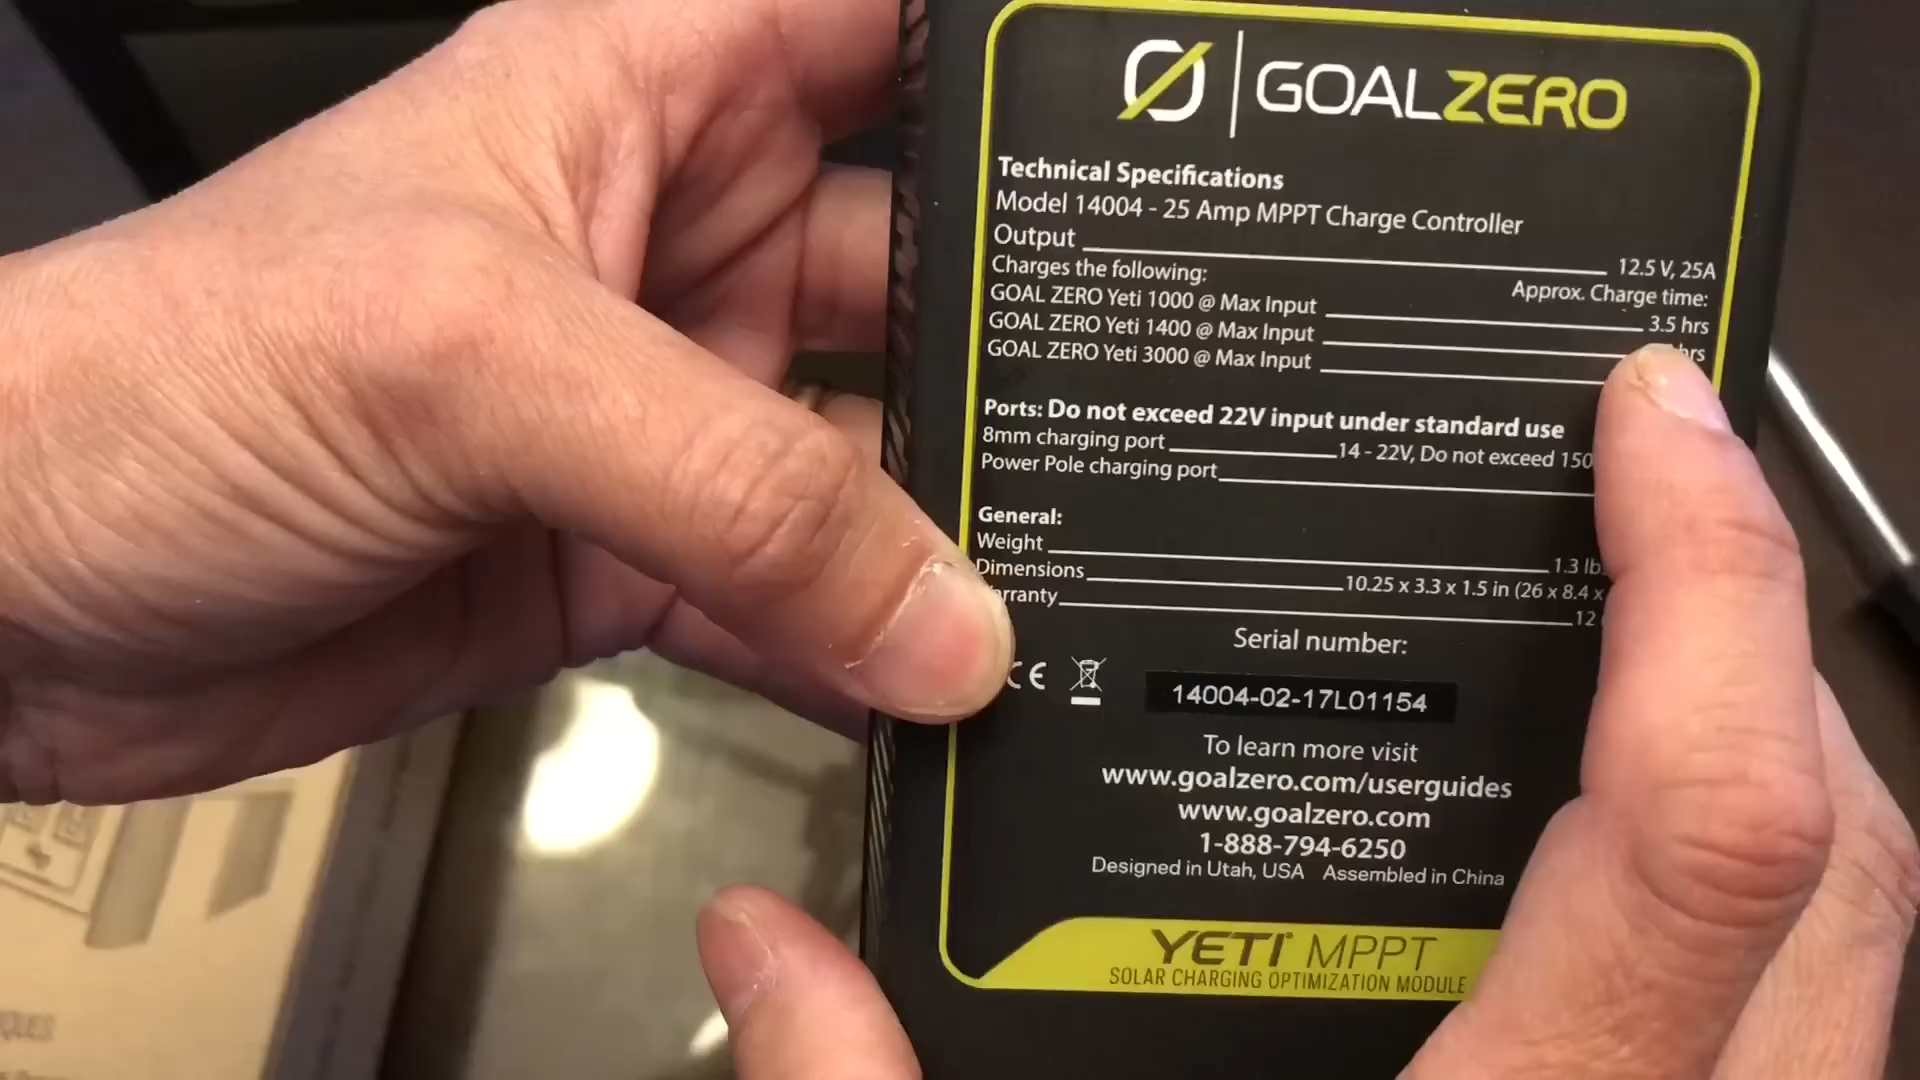 GOALZERO
Technical Specifications
Model 14004 - 25 Amp MPPT Charge Controller
Output 12.5 V, 25A
Charges the following: Approx. Charge time:
GOAL ZERO Yeti 1000 @ Max Input 3.5 hrs
GOAL ZERO Yeti 1400 @ Max Input hrs
GOAL ZERO Yeti 3000 @ Max Input
Ports: Do not exceed 22V input under standard use
8mm charging port 14 - 22V, Do not exceed 150
Power Pole charging port
General:
Weight 1.3 lb
Dimensions 10.25 x 3.3 x 1.5 in (26 x 8.4 x
rranty 12
Serial number:
CE
14004-02-17L01154
To learn more visit
www.goalzero.com/userguides
www.goalzero.com
1-888-794-6250
Designed in Utah, USA Assembled in China
YETI MPPT
SOLAR CHARGING OPTIMIZATION MODULE
QUES